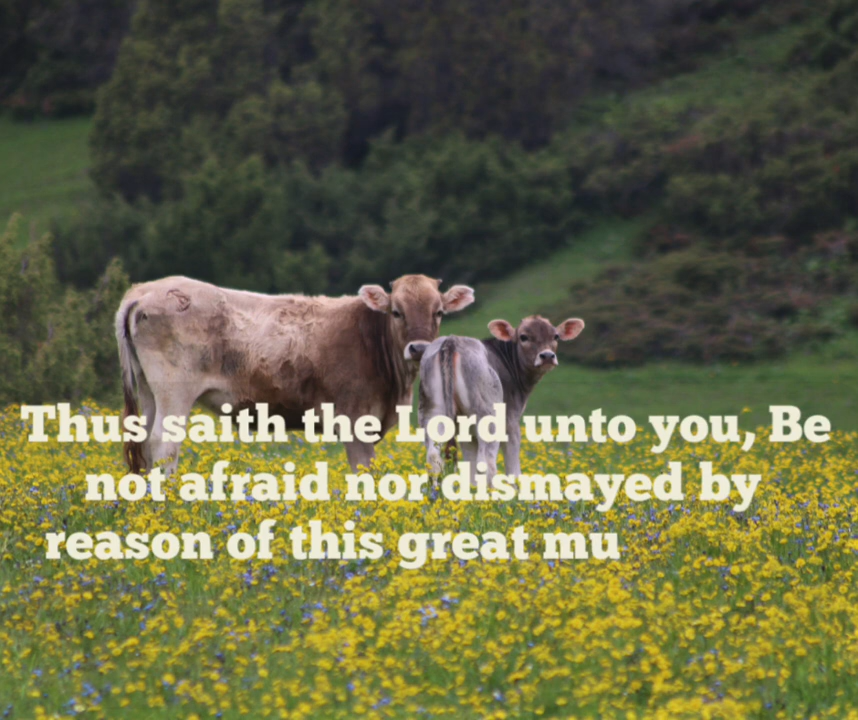 Thus saith the Lord unto you, Be
not afraid nor dismayed by
reason of this great mu